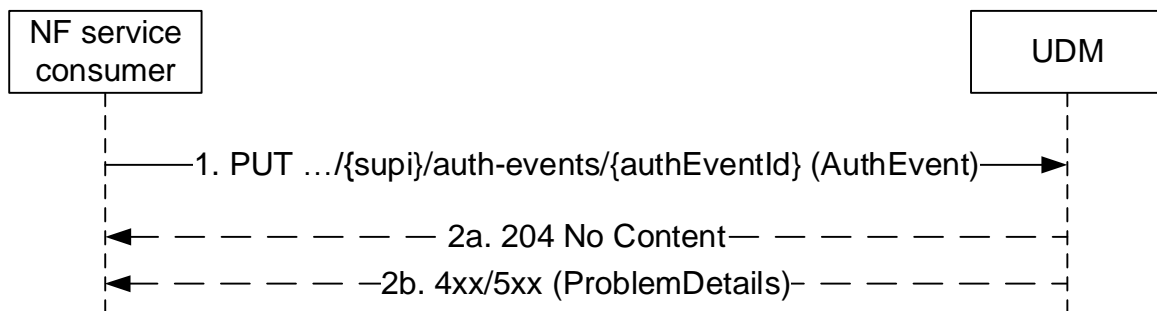 NF service
consumer
UDM
1. PUT …/{supi}/auth-events/{authEventId} (AuthEvent)
2a. 204 No Content
2b. 4xx/5xx (ProblemDetails)